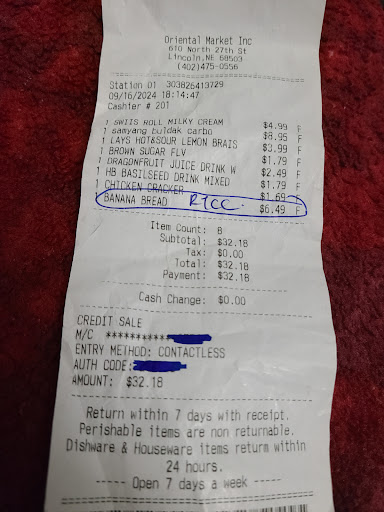 Oriental Market Inc
610 North 27th St
Lincoln,NE 68503
(402)475-0556
Station 01 303826413729
09/16/2024 18:14:47
Cashier # 201
1 SWIIS ROLL MILKY CREAM $4.99 F
1 samyang buldak carbo $8.95 F
1 LAYS HOT&SOUR LEMON BRAIS $3.99 F
1 BROWN SUGAR FLV $1.79 F
1 DRAGONFRUIT JUICE DRINK W $2.49 F
1 HB BASILSEED DRINK MIXED $1.79 F
1 CHICKEN CRACKER $1.69 F
BANANA BREAD $6.49 F
Item Count: 8
Subtotal: $32.18
Tax: $0.00
Total: $32.18
Payment: $32.18
Cash Change: $0.00
CREDIT SALE
M/C ***********
ENTRY METHOD: CONTACTLESS
AUTH CODE:
AMOUNT: $32.18
Return within 7 days with receipt.
Perishable items are non returnable.
Dishware & Houseware items return within
24 hours.
----- Open 7 days a week -----